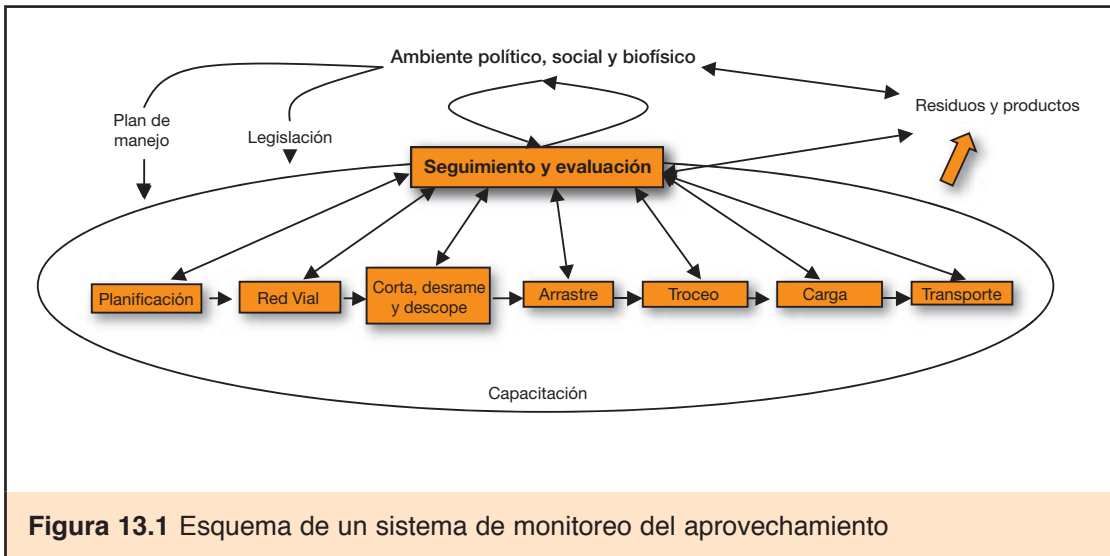 Ambiente político, social y biofísico
Residuos y productos
Plan de
manejo
Legislación
Seguimiento y evaluación
Planificación
Red Vial
Corta, desrame
y descope
Arrastre
Troceo
Carga
Transporte
Capacitación
Figura 13.1 Esquema de un sistema de monitoreo del aprovechamiento